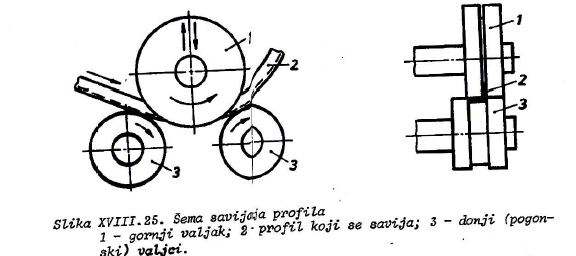 1
2
3
3
1
2
3
Slika XVIII.25. Šema savijaja profila
1 - gornji valjak; 2 - profil koji se savija; 3 - donji (pogon-
ski) valjci.